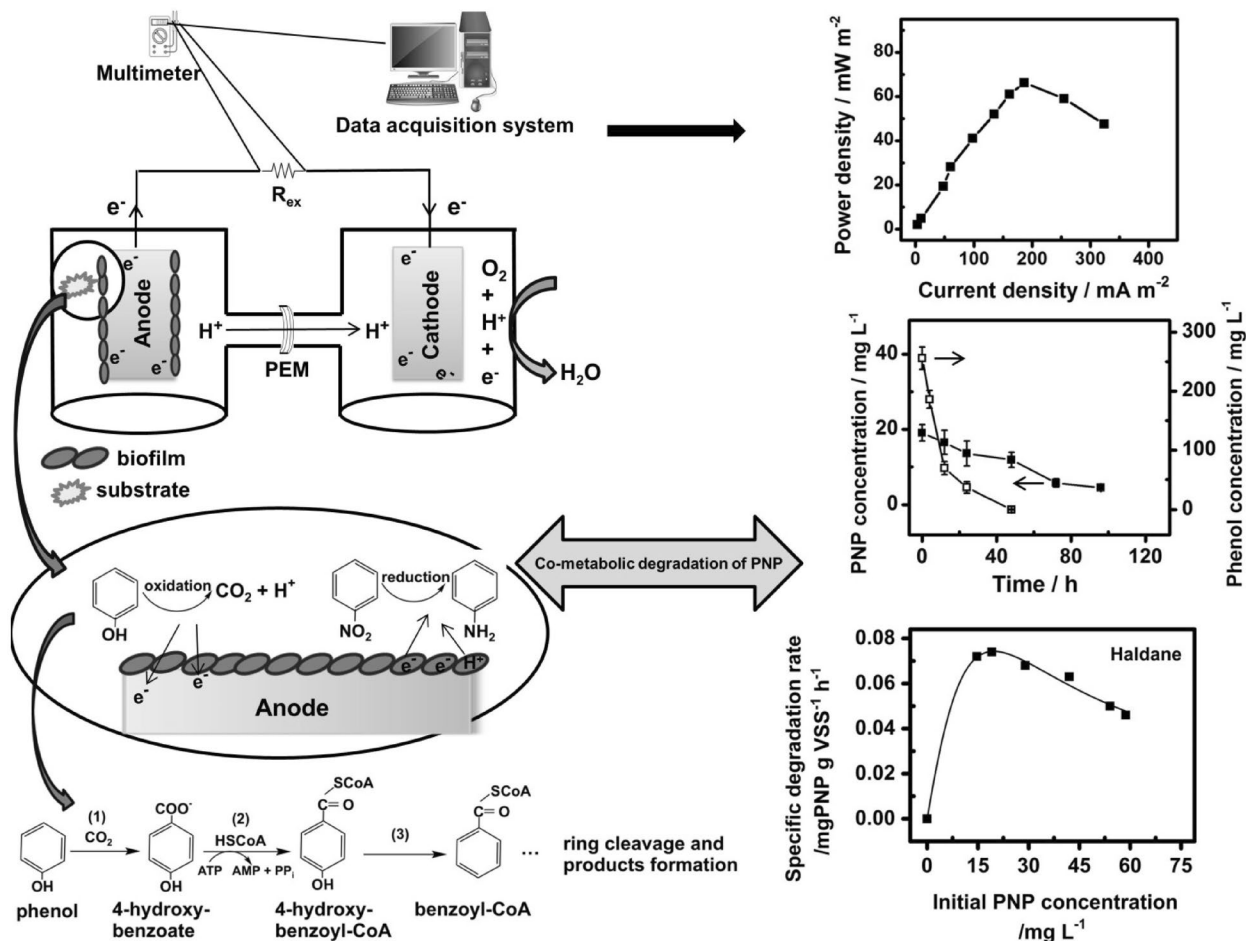 Multimeter
Data acquisition system
R_ex
e⁻
e⁻
e⁻
Anode
e⁻
e⁻
H⁺
PEM
H⁺
e⁻
Cathode
e⁻
e⁻
O₂
+
H⁺
+
e⁻
H₂O
biofilm
substrate
oxidation
CO₂ + H⁺
OH
reduction
NO₂
NH₂
e⁻
e⁻
e⁻
e⁻
H⁺
Anode
Co-metabolic degradation of PNP
(1)
CO₂
OH
phenol
COO⁻
OH
4-hydroxy-
benzoate
(2)
HSCoA
ATP
AMP + PPᵢ
SCoA
C=O
OH
4-hydroxy-
benzoyl-CoA
(3)
SCoA
C=O
benzoyl-CoA
...
ring cleavage and
products formation
Power density / mW m⁻²
80
60
40
20
0
0 100 200 300 400
Current density / mA m⁻²
PNP concentration / mg L⁻¹
40
20
0
300
200
100
0
Phenol concentration / mg L⁻¹
0 40 80 120
Time / h
Specific degradation rate
/mgPNP g VSS⁻¹ h⁻¹
0.08
0.06
0.04
0.02
0.00
Haldane
0 15 30 45 60 75
Initial PNP concentration
/mg L⁻¹